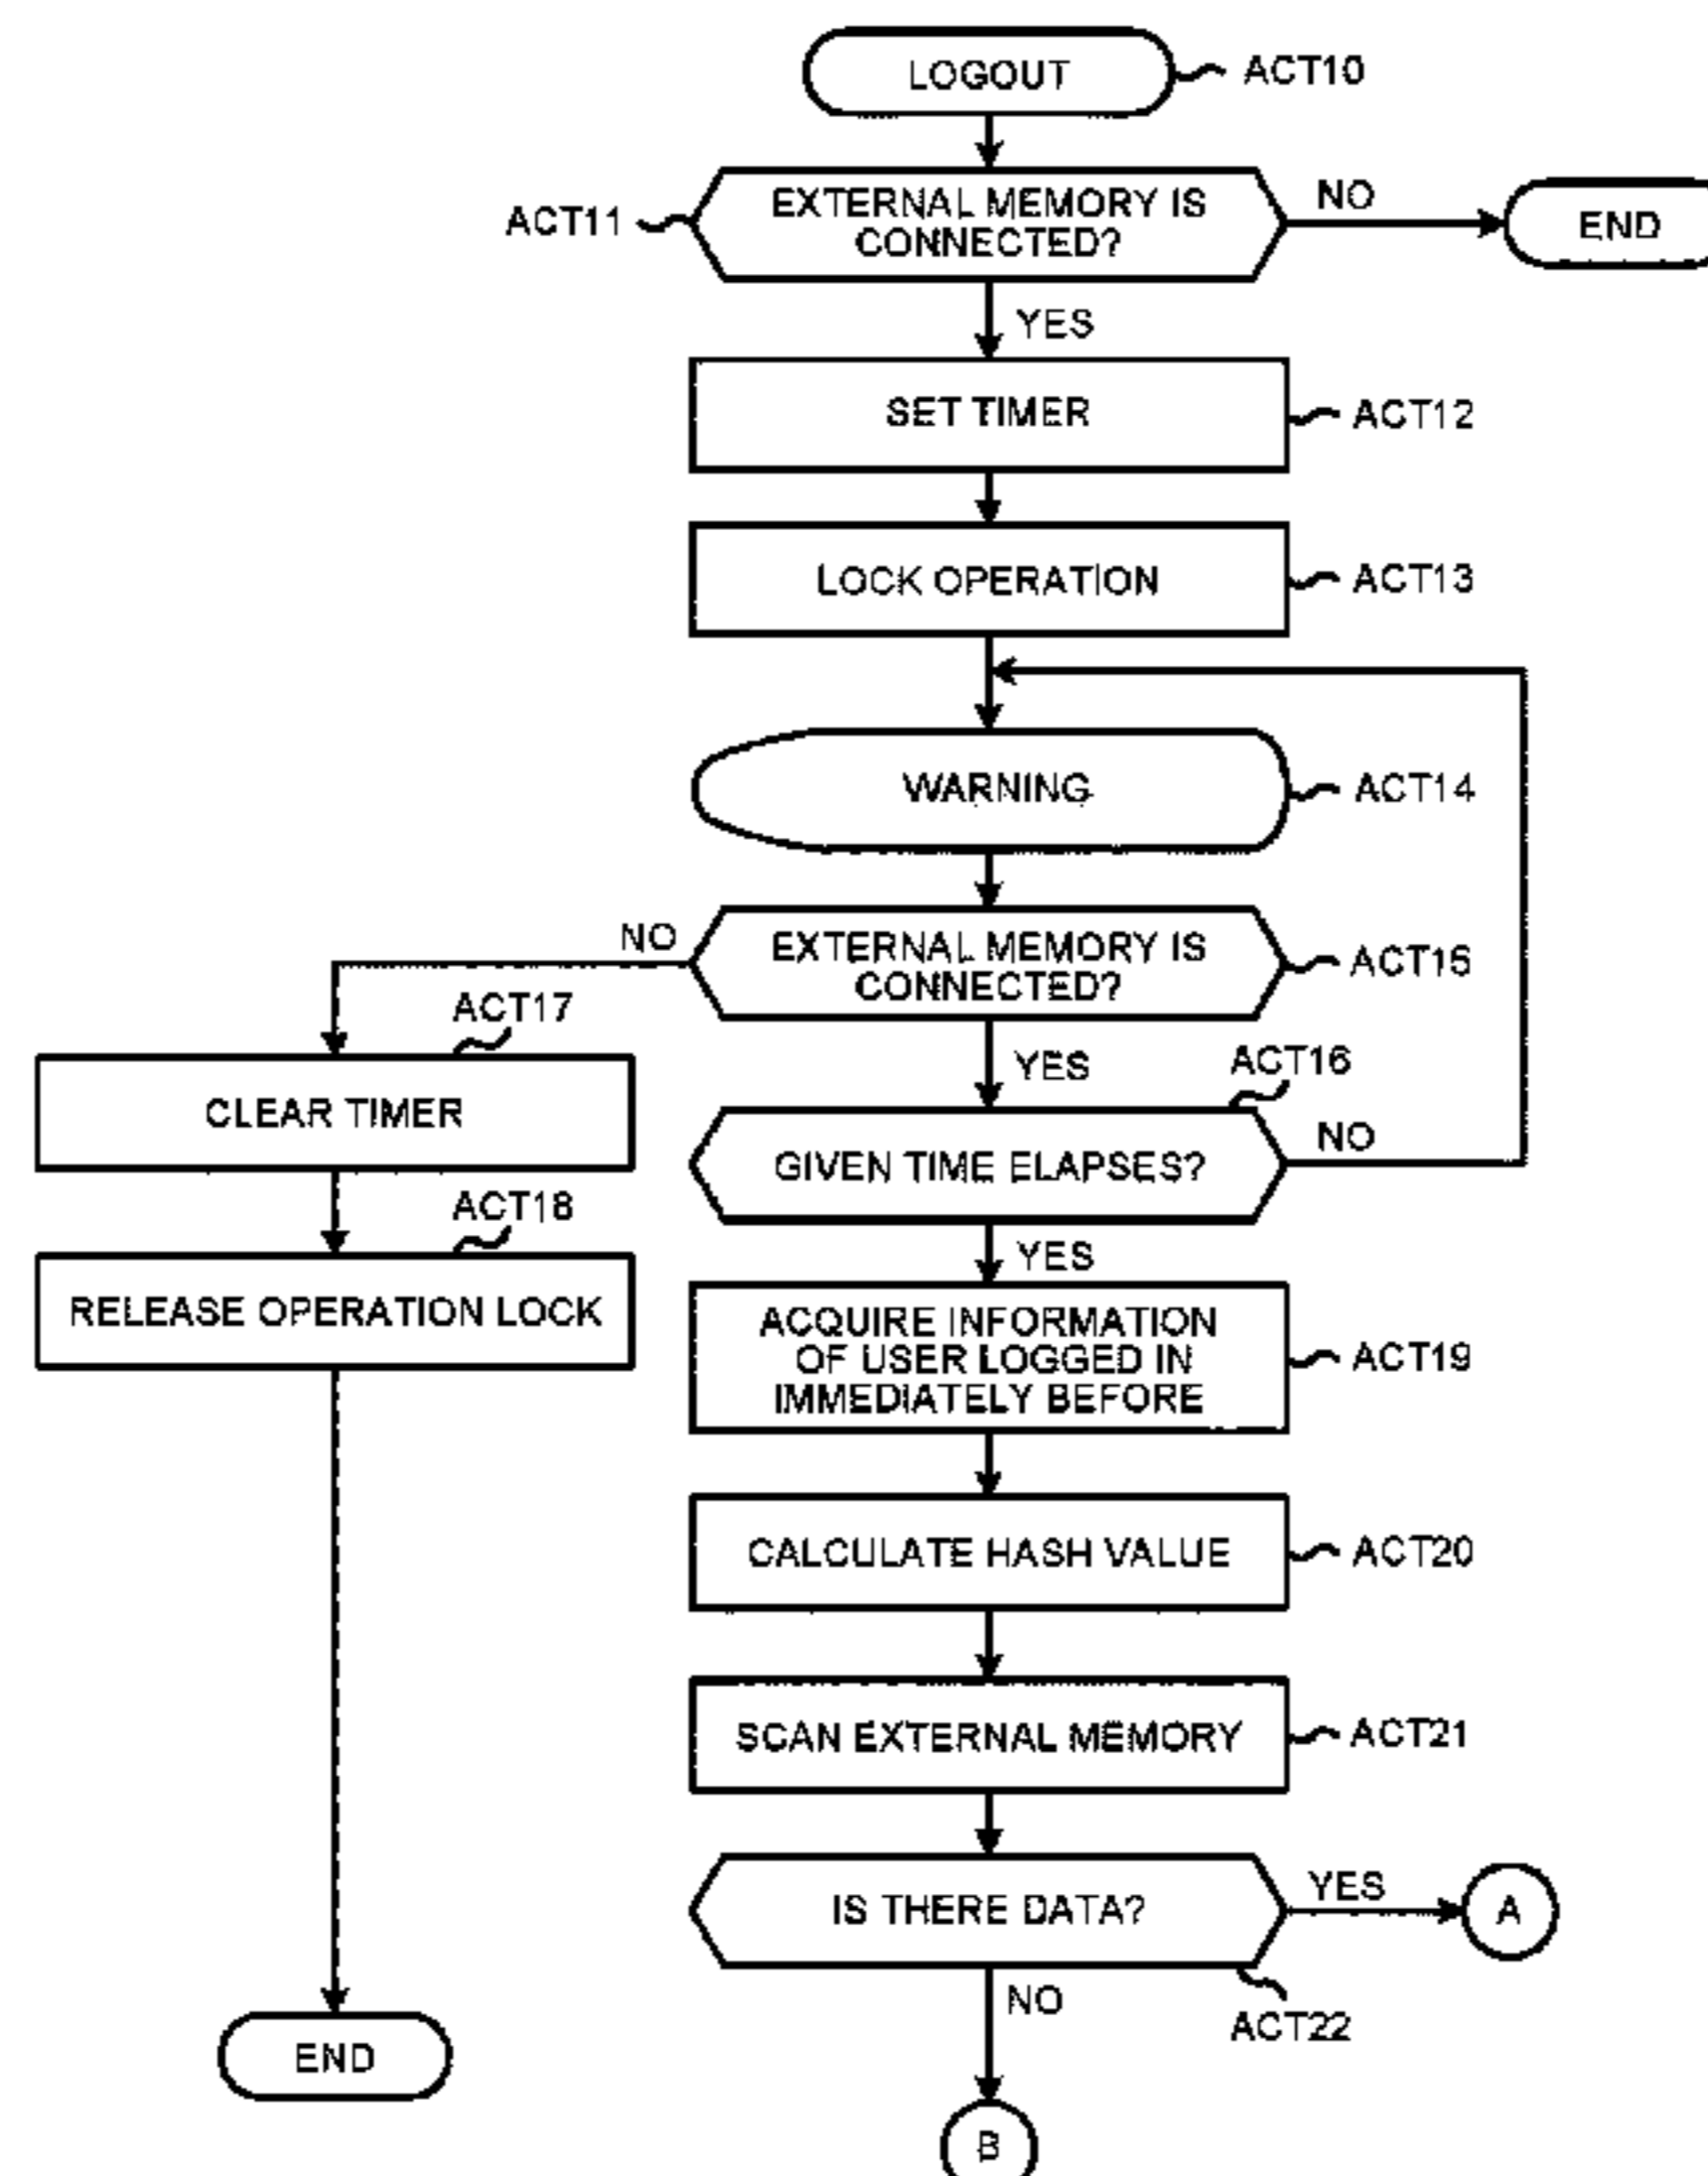 LOGOUT
ACT10
ACT11
EXTERNAL MEMORY IS
CONNECTED?
NO
END
YES
SET TIMER
ACT12
LOCK OPERATION
ACT13
WARNING
ACT14
NO
EXTERNAL MEMORY IS
CONNECTED?
ACT15
ACT17
YES
ACT16
CLEAR TIMER
GIVEN TIME ELAPSES?
NO
ACT18
YES
RELEASE OPERATION LOCK
ACQUIRE INFORMATION
OF USER LOGGED IN
IMMEDIATELY BEFORE
ACT19
CALCULATE HASH VALUE
ACT20
SCAN EXTERNAL MEMORY
ACT21
IS THERE DATA?
YES
A
NO
ACT22
END
B